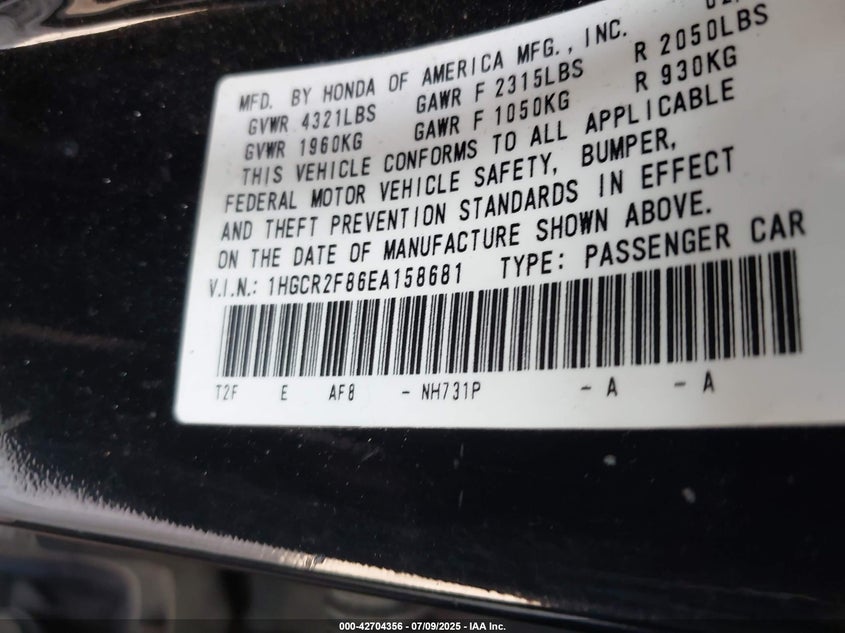 MFD. BY HONDA OF AMERICA MFG., INC.
GVWR 4321LBS GAWR F 2315LBS R 2050LBS
GVWR 1960KG GAWR F 1050KG R 930KG
THIS VEHICLE CONFORMS TO ALL APPLICABLE
FEDERAL MOTOR VEHICLE SAFETY, BUMPER,
AND THEFT PREVENTION STANDARDS IN EFFECT
ON THE DATE OF MANUFACTURE SHOWN ABOVE.
V.I.N.: 1HGCR2F86EA158681 TYPE: PASSENGER CAR
T2F E AF8 - NH731P - A - A
000-42704356 - 07/09/2025 - IAA Inc.